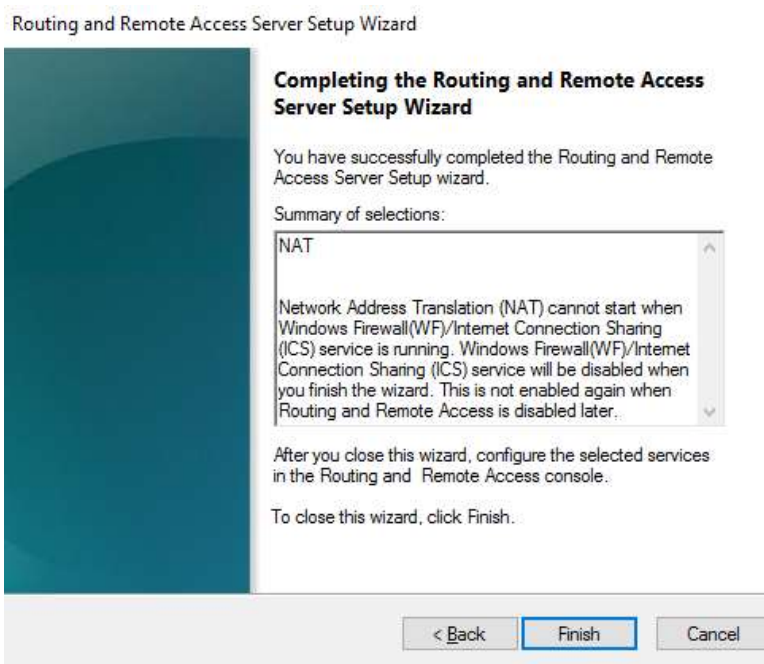 Routing and Remote Access Server Setup Wizard
Completing the Routing and Remote Access
Server Setup Wizard
You have successfully completed the Routing and Remote
Access Server Setup wizard.
Summary of selections:
NAT
Network Address Translation (NAT) cannot start when
Windows Firewall(WF)/Internet Connection Sharing
(ICS) service is running. Windows Firewall(WF)/Internet
Connection Sharing (ICS) service will be disabled when
you finish the wizard. This is not enabled again when
Routing and Remote Access is disabled later.
After you close this wizard, configure the selected services
in the Routing and Remote Access console.
To close this wizard, click Finish.
< Back
Finish
Cancel